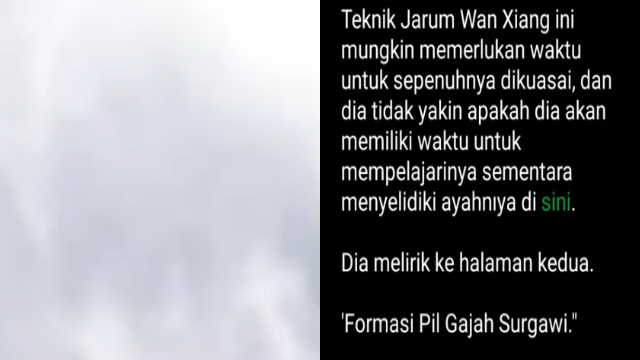 Teknik Jarum Wan Xiang ini
mungkin memerlukan waktu
untuk sepenuhnya dikuasai, dan
dia tidak yakin apakah dia akan
memiliki waktu untuk
mempelajarinya sementara
menyelidiki ayahnıya di sini.
Dia melirik ke halaman kedua.
'Formasi Pil Gajah Surgawi."